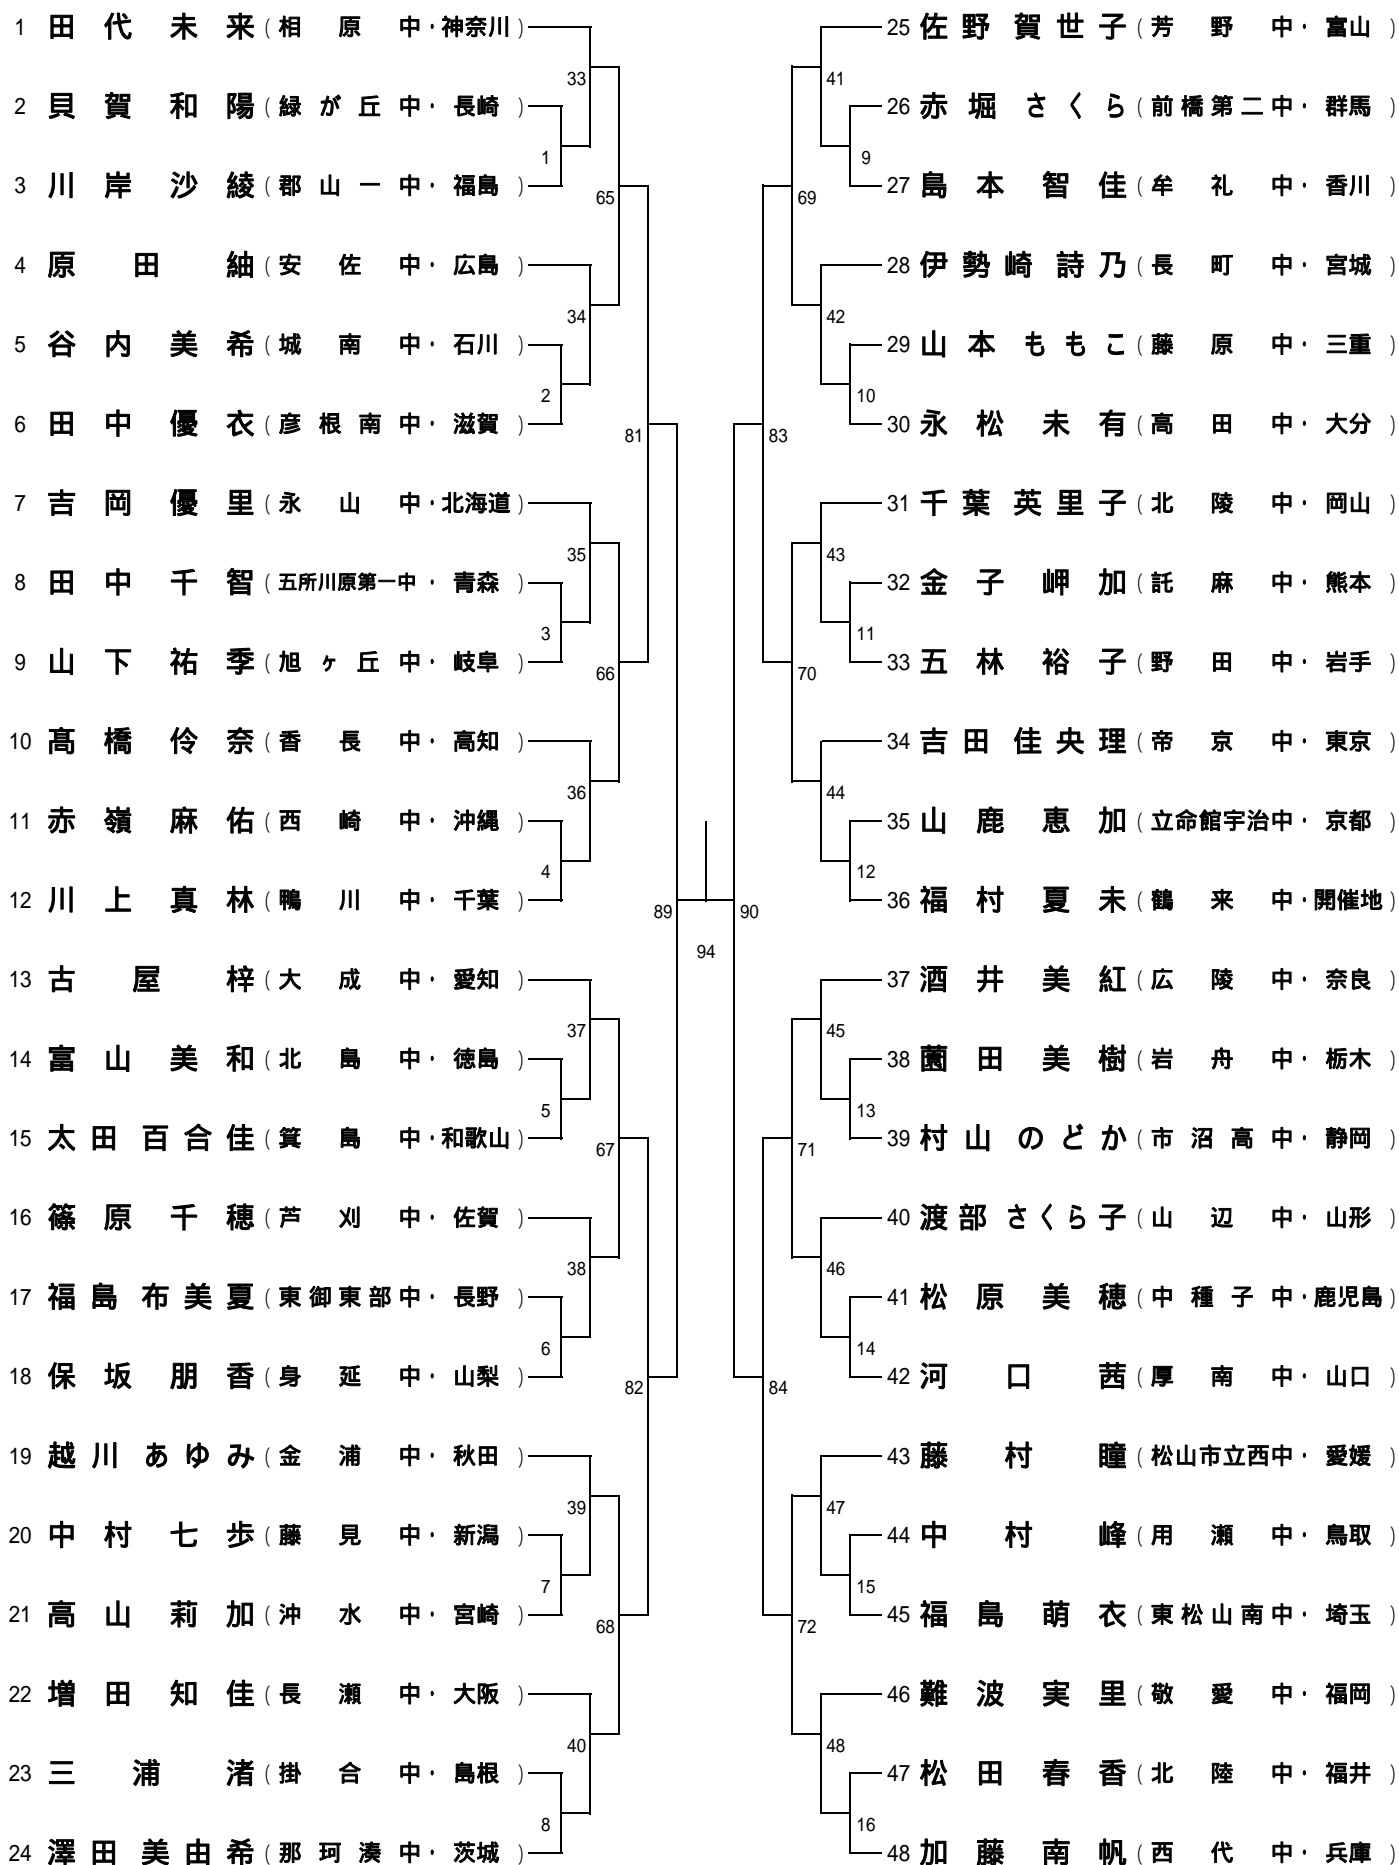 1 田代未来(相原中・神奈川)
2 貝賀和陽(緑が丘中・長崎)
3 川岸沙綾(郡山一中・福島)
4 原田紬(安佐中・広島)
5 谷内美希(城南中・石川)
6 田中優衣(彦根南中・滋賀)
7 吉岡優里(永山中・北海道)
8 田中千智(五所川原第一中・青森)
9 山下祐季(旭ヶ丘中・岐阜)
10 髙橋伶奈(香長中・高知)
11 赤嶺麻佑(西崎中・沖縄)
12 川上真林(鴨川中・千葉)
13 古屋梓(大成中・愛知)
14 富山美和(北島中・徳島)
15 太田百合佳(箕島中・和歌山)
16 篠原千穂(芦刈中・佐賀)
17 福島布美夏(東御東部中・長野)
18 保坂朋香(身延中・山梨)
19 越川あゆみ(金浦中・秋田)
20 中村七歩(藤見中・新潟)
21 高山莉加(沖水中・宮崎)
22 増田知佳(長瀬中・大阪)
23 三浦渚(掛合中・島根)
24 澤田美由希(那珂湊中・茨城)
33
1
65
34
2
81
35
3
66
36
4
89
37
5
67
38
6
82
39
7
68
40
8
94
25 佐野賀世子(芳野中・富山)
26 赤堀さくら(前橋第二中・群馬)
27 島本智佳(牟礼中・香川)
28 伊勢崎詩乃(長町中・宮城)
29 山本ももこ(藤原中・三重)
30 永松未有(高田中・大分)
31 千葉英里子(北陵中・岡山)
32 金子岬加(託麻中・熊本)
33 五林裕子(野田中・岩手)
34 吉田佳央理(帝京中・東京)
35 山鹿恵加(立命館宇治中・京都)
36 福村夏未(鶴来中・開催地)
37 酒井美紅(広陵中・奈良)
38 薗田美樹(岩舟中・栃木)
39 村山のどか(市沼高中・静岡)
40 渡部さくら子(山辺中・山形)
41 松原美穂(中種子中・鹿児島)
42 河口茜(厚南中・山口)
43 藤村瞳(松山市立西中・愛媛)
44 中村峰(用瀬中・鳥取)
45 福島萌衣(東松山南中・埼玉)
46 難波実里(敬愛中・福岡)
47 松田春香(北陸中・福井)
48 加藤南帆(西代中・兵庫)
41
9
69
42
10
83
43
11
70
44
12
90
45
13
71
46
14
84
47
15
72
48
16